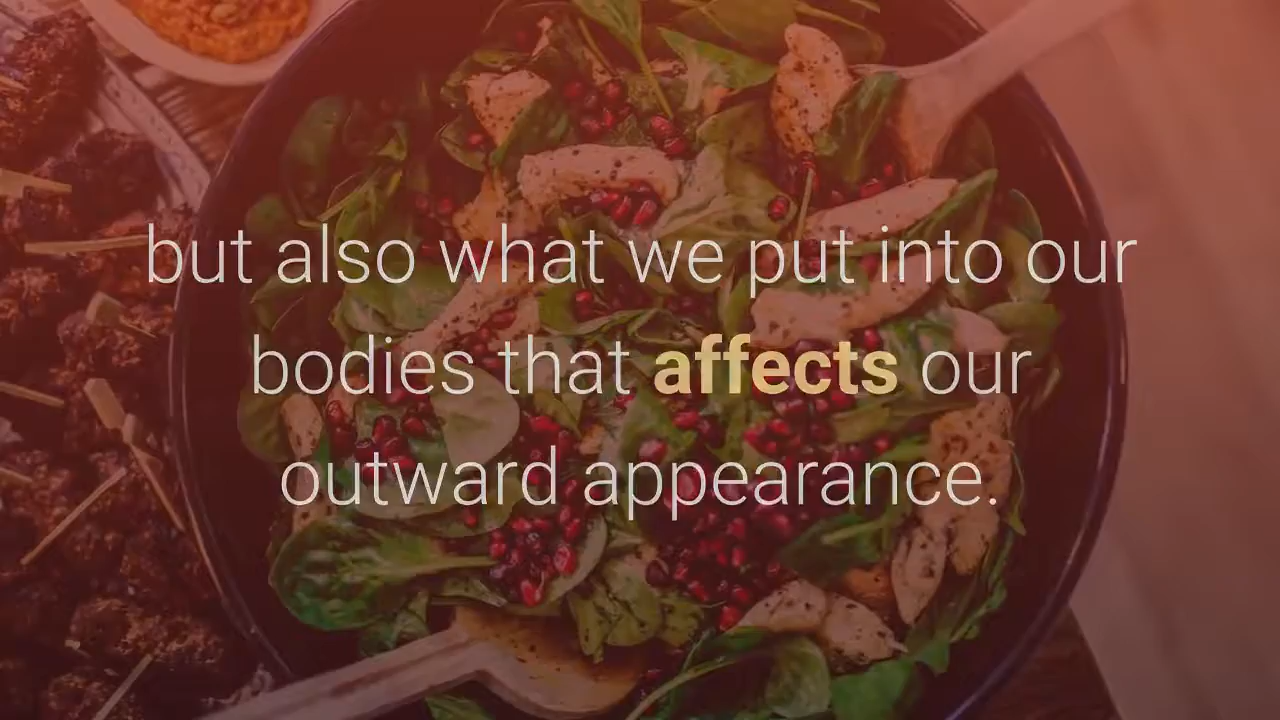 but also what we put into our
bodies that affects our
outward appearance.